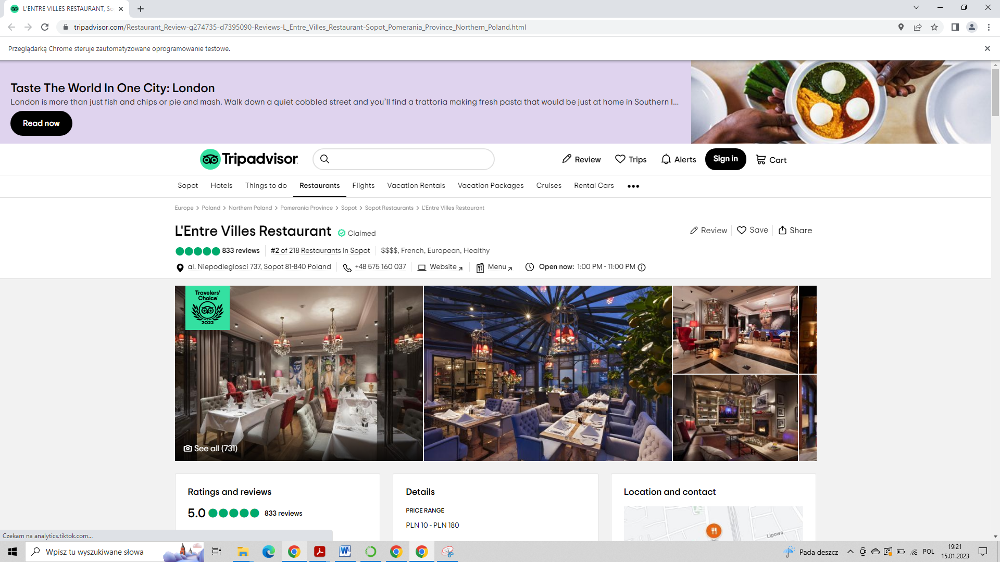 L'ENTRE VILLES RESTAURANT, So
tripadvisor.com/Restaurant_Review-g274735-d7395090-Reviews-L_Entre_Villes_Restaurant-Sopot_Pomerania_Province_Northern_Poland.html
Przeglądarką Chrome steruje zautomatyzowane oprogramowanie testowe.
Taste The World In One City: London
London is more than just fish and chips or pie and mash. Walk down a quiet cobbled street and you'll find a trattoria making fresh pasta that would be just at home in Southern I...
Read now
Tripadvisor
Review
Trips
Alerts
Sign in
Cart
Sopot Hotels Things to do Restaurants Flights Vacation Rentals Vacation Packages Cruises Rental Cars
Europe > Poland > Northern Poland > Pomerania Province > Sopot > Sopot Restaurants > L'Entre Villes Restaurant
L'Entre Villes Restaurant Claimed
Review Save Share
833 reviews #2 of 218 Restaurants in Sopot $$$$, French, European, Healthy
al. Niepodleglosci 737, Sopot 81-840 Poland +48 575 160 037 Website Menu Open now: 1:00 PM - 11:00 PM
Travelers'
Choice
2022
See all (731)
Ratings and reviews
5.0 833 reviews
Details
PRICE RANGE
PLN 10 - PLN 180
Location and contact
Lipowa
Czekam na analytics.tiktok.com...
Wpisz tu wyszukiwane słowa
Pada deszcz
POL
19:21
15.01.2023